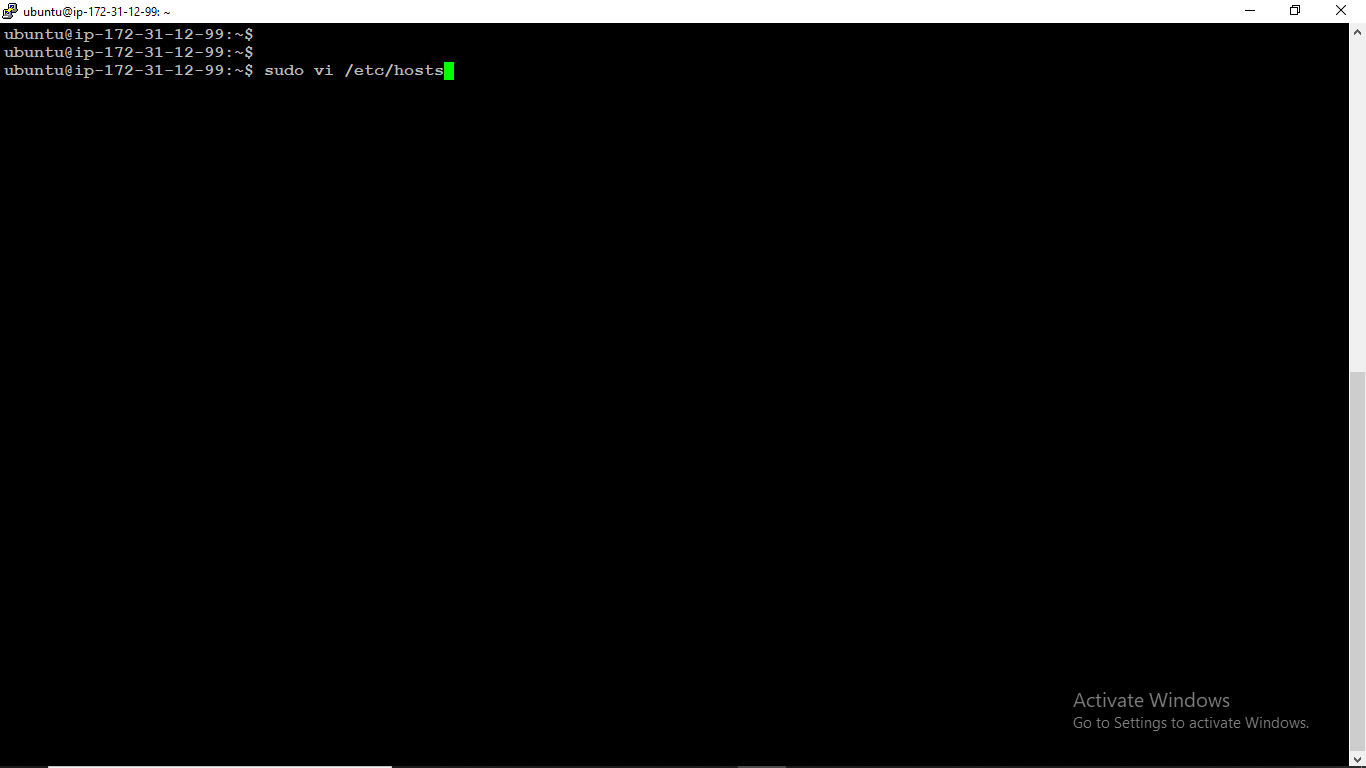 ubuntu@ip-172-31-12-99: ~
ubuntu@ip-172-31-12-99:~$
ubuntu@ip-172-31-12-99:~$
ubuntu@ip-172-31-12-99:~$ sudo vi /etc/hosts
Activate Windows
Go to Settings to activate Windows.